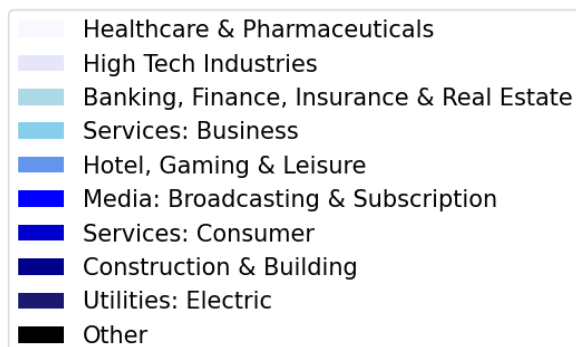 Healthcare & Pharmaceuticals
High Tech Industries
Banking, Finance, Insurance & Real Estate
Services: Business
Hotel, Gaming & Leisure
Media: Broadcasting & Subscription
Services: Consumer
Construction & Building
Utilities: Electric
Other